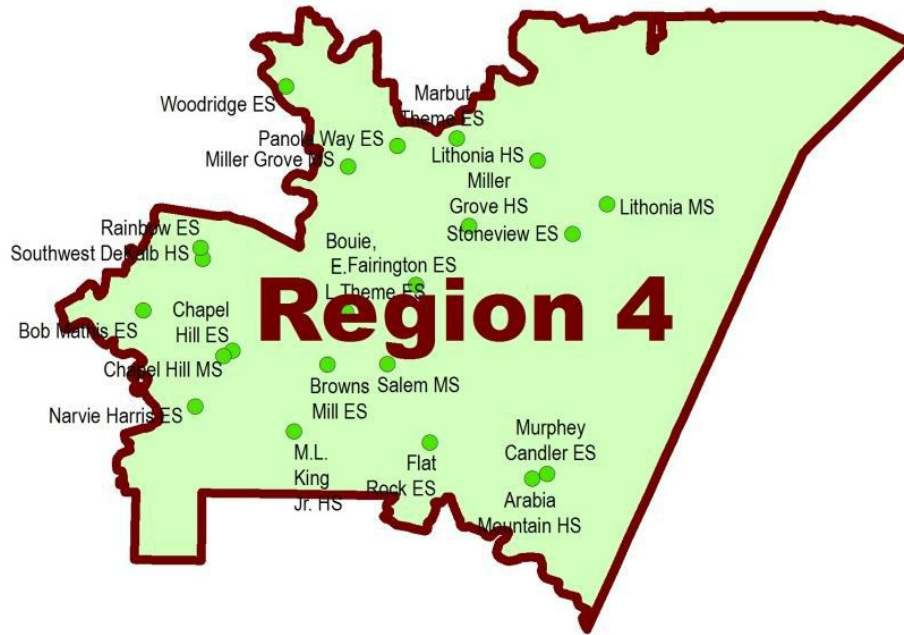 Woodridge ES
Marbut
Theme ES
Panola Way ES
Miller Grove MS
Lithonia HS
Miller
Grove HS
Lithonia MS
Stoneview ES
Rainbow ES
Southwest DeKalb HS
Bouie,
E.
L Theme ES
Fairington ES
Region 4
Bob Mathis ES
Chapel
Hill ES
Chapel Hill MS
Browns
Mill ES
Salem MS
Narvie Harris ES
M.L.
King
Jr. HS
Flat
Rock ES
Murphey
Candler ES
Arabia
Mountain HS